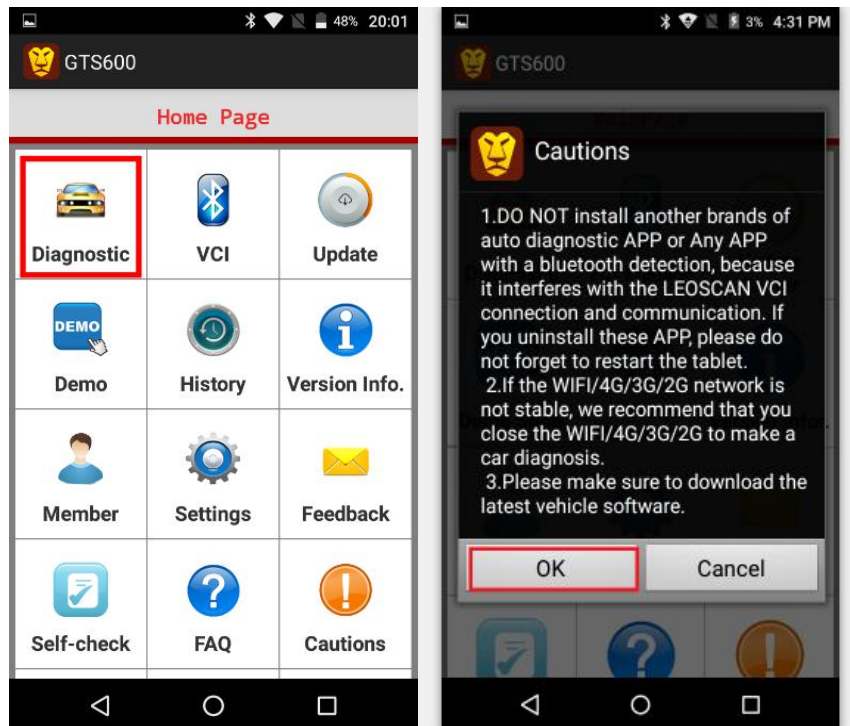 48% 20:01
GTS600
Home Page
Diagnostic VCI Update
DEMO
Demo History Version Info.
Member Settings Feedback
Self-check FAQ Cautions
3% 4:31 PM
GTS600
Cautions
1.DO NOT install another brands of
auto diagnostic APP or Any APP
with a bluetooth detection, because
it interferes with the LEOSCAN VCI
connection and communication. If
you uninstall these APP, please do
not forget to restart the tablet.
2.If the WIFI/4G/3G/2G network is
not stable, we recommend that you
close the WIFI/4G/3G/2G to make a
car diagnosis.
3.Please make sure to download the
latest vehicle software.
OK Cancel